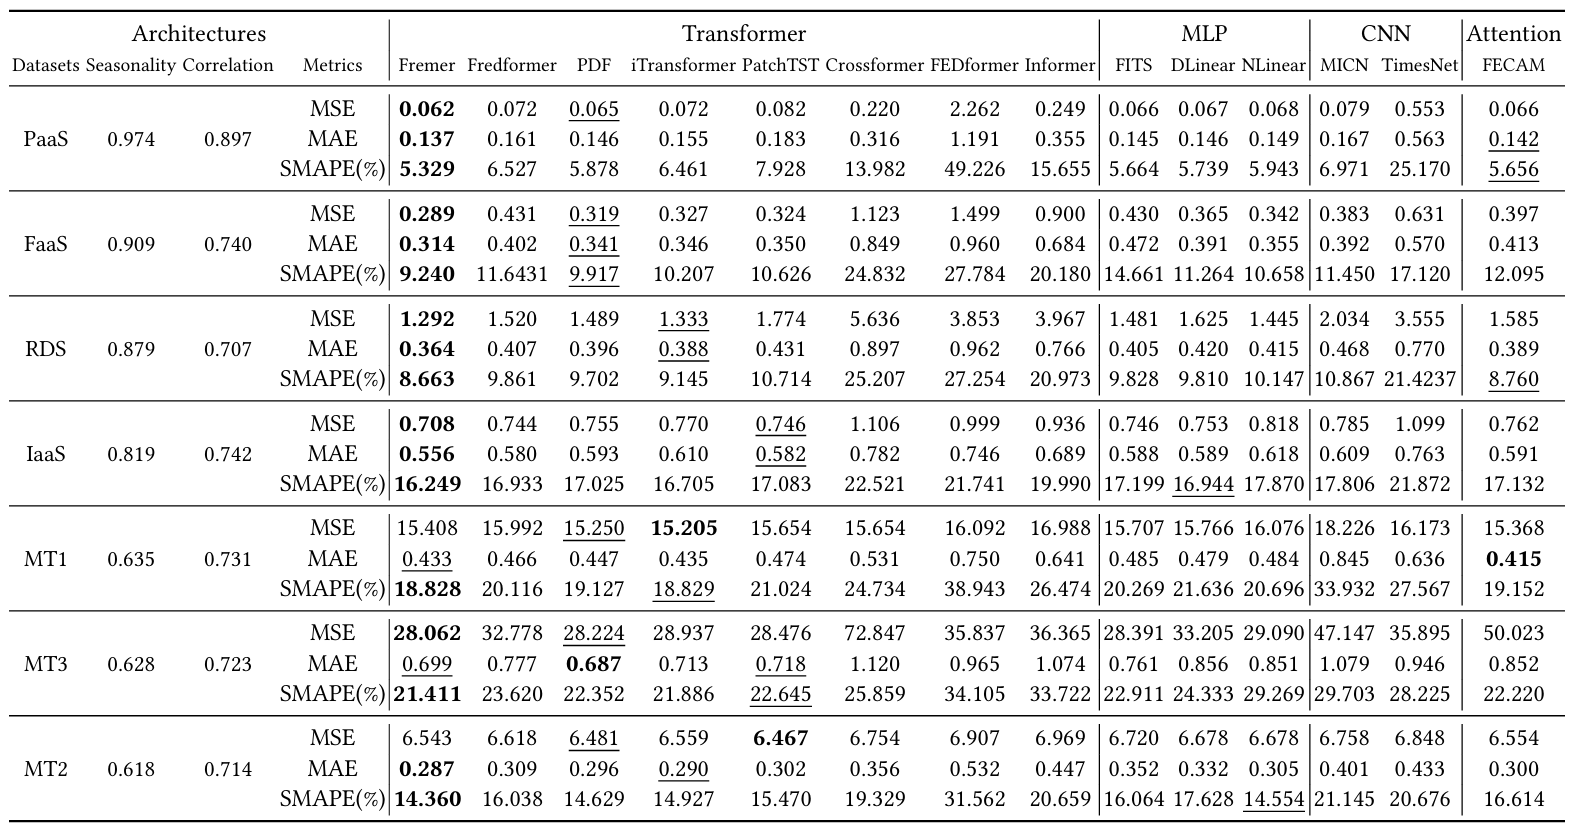 Architectures Transformer MLP CNN Attention
Datasets Seasonality Correlation Metrics Fremer Fredformer PDF iTransformer PatchTST Crossformer FEDformer Informer FITS DLinear NLinear MICN TimesNet FECAM
MSE 0.062 0.072 0.065 0.072 0.082 0.220 2.262 0.249 0.066 0.067 0.068 0.079 0.553 0.066
PaaS 0.974 0.897 MAE 0.137 0.161 0.146 0.155 0.183 0.316 1.191 0.355 0.145 0.146 0.149 0.167 0.563 0.142
SMAPE(%) 5.329 6.527 5.878 6.461 7.928 13.982 49.226 15.655 5.664 5.739 5.943 6.971 25.170 5.656
MSE 0.289 0.431 0.319 0.327 0.324 1.123 1.499 0.900 0.430 0.365 0.342 0.383 0.631 0.397
FaaS 0.909 0.740 MAE 0.314 0.402 0.341 0.346 0.350 0.849 0.960 0.684 0.472 0.391 0.355 0.392 0.570 0.413
SMAPE(%) 9.240 11.6431 9.917 10.207 10.626 24.832 27.784 20.180 14.661 11.264 10.658 11.450 17.120 12.095
MSE 1.292 1.520 1.489 1.333 1.774 5.636 3.853 3.967 1.481 1.625 1.445 2.034 3.555 1.585
RDS 0.879 0.707 MAE 0.364 0.407 0.396 0.388 0.431 0.897 0.962 0.766 0.405 0.420 0.415 0.468 0.770 0.389
SMAPE(%) 8.663 9.861 9.702 9.145 10.714 25.207 27.254 20.973 9.828 9.810 10.147 10.867 21.4237 8.760
MSE 0.708 0.744 0.755 0.770 0.746 1.106 0.999 0.936 0.746 0.753 0.818 0.785 1.099 0.762
IaaS 0.819 0.742 MAE 0.556 0.580 0.593 0.610 0.582 0.782 0.746 0.689 0.588 0.589 0.618 0.609 0.763 0.591
SMAPE(%) 16.249 16.933 17.025 16.705 17.083 22.521 21.741 19.990 17.199 16.944 17.870 17.806 21.872 17.132
MSE 15.408 15.992 15.250 15.205 15.654 15.654 16.092 16.988 15.707 15.766 16.076 18.226 16.173 15.368
MT1 0.635 0.731 MAE 0.433 0.466 0.447 0.435 0.474 0.531 0.750 0.641 0.485 0.479 0.484 0.845 0.636 0.415
SMAPE(%) 18.828 20.116 19.127 18.829 21.024 24.734 38.943 26.474 20.269 21.636 20.696 33.932 27.567 19.152
MSE 28.062 32.778 28.224 28.937 28.476 72.847 35.837 36.365 28.391 33.205 29.090 47.147 35.895 50.023
MT3 0.628 0.723 MAE 0.699 0.777 0.687 0.713 0.718 1.120 0.965 1.074 0.761 0.856 0.851 1.079 0.946 0.852
SMAPE(%) 21.411 23.620 22.352 21.886 22.645 25.859 34.105 33.722 22.911 24.333 29.269 29.703 28.225 22.220
MSE 6.543 6.618 6.481 6.559 6.467 6.754 6.907 6.969 6.720 6.678 6.678 6.758 6.848 6.554
MT2 0.618 0.714 MAE 0.287 0.309 0.296 0.290 0.302 0.356 0.532 0.447 0.352 0.332 0.305 0.401 0.433 0.300
SMAPE(%) 14.360 16.038 14.629 14.927 15.470 19.329 31.562 20.659 16.064 17.628 14.554 21.145 20.676 16.614